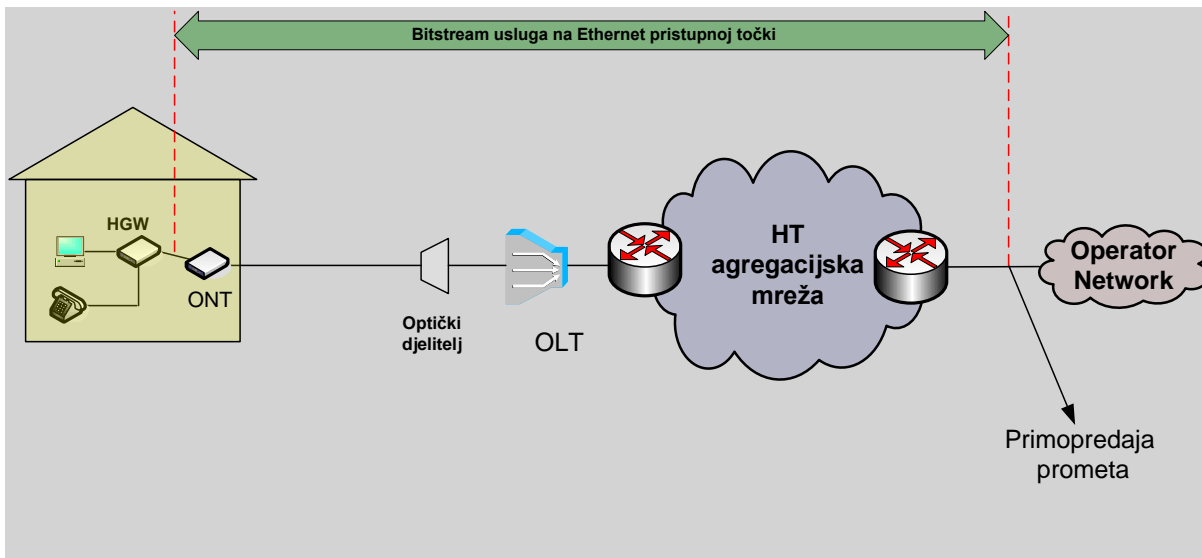 Bitstream usluga na Ethernet pristupnoj točki
HGW
ONT
Optički
djelitelj
OLT
HT
agregacijska
mreža
Operator
Network
Primopredaja
prometa